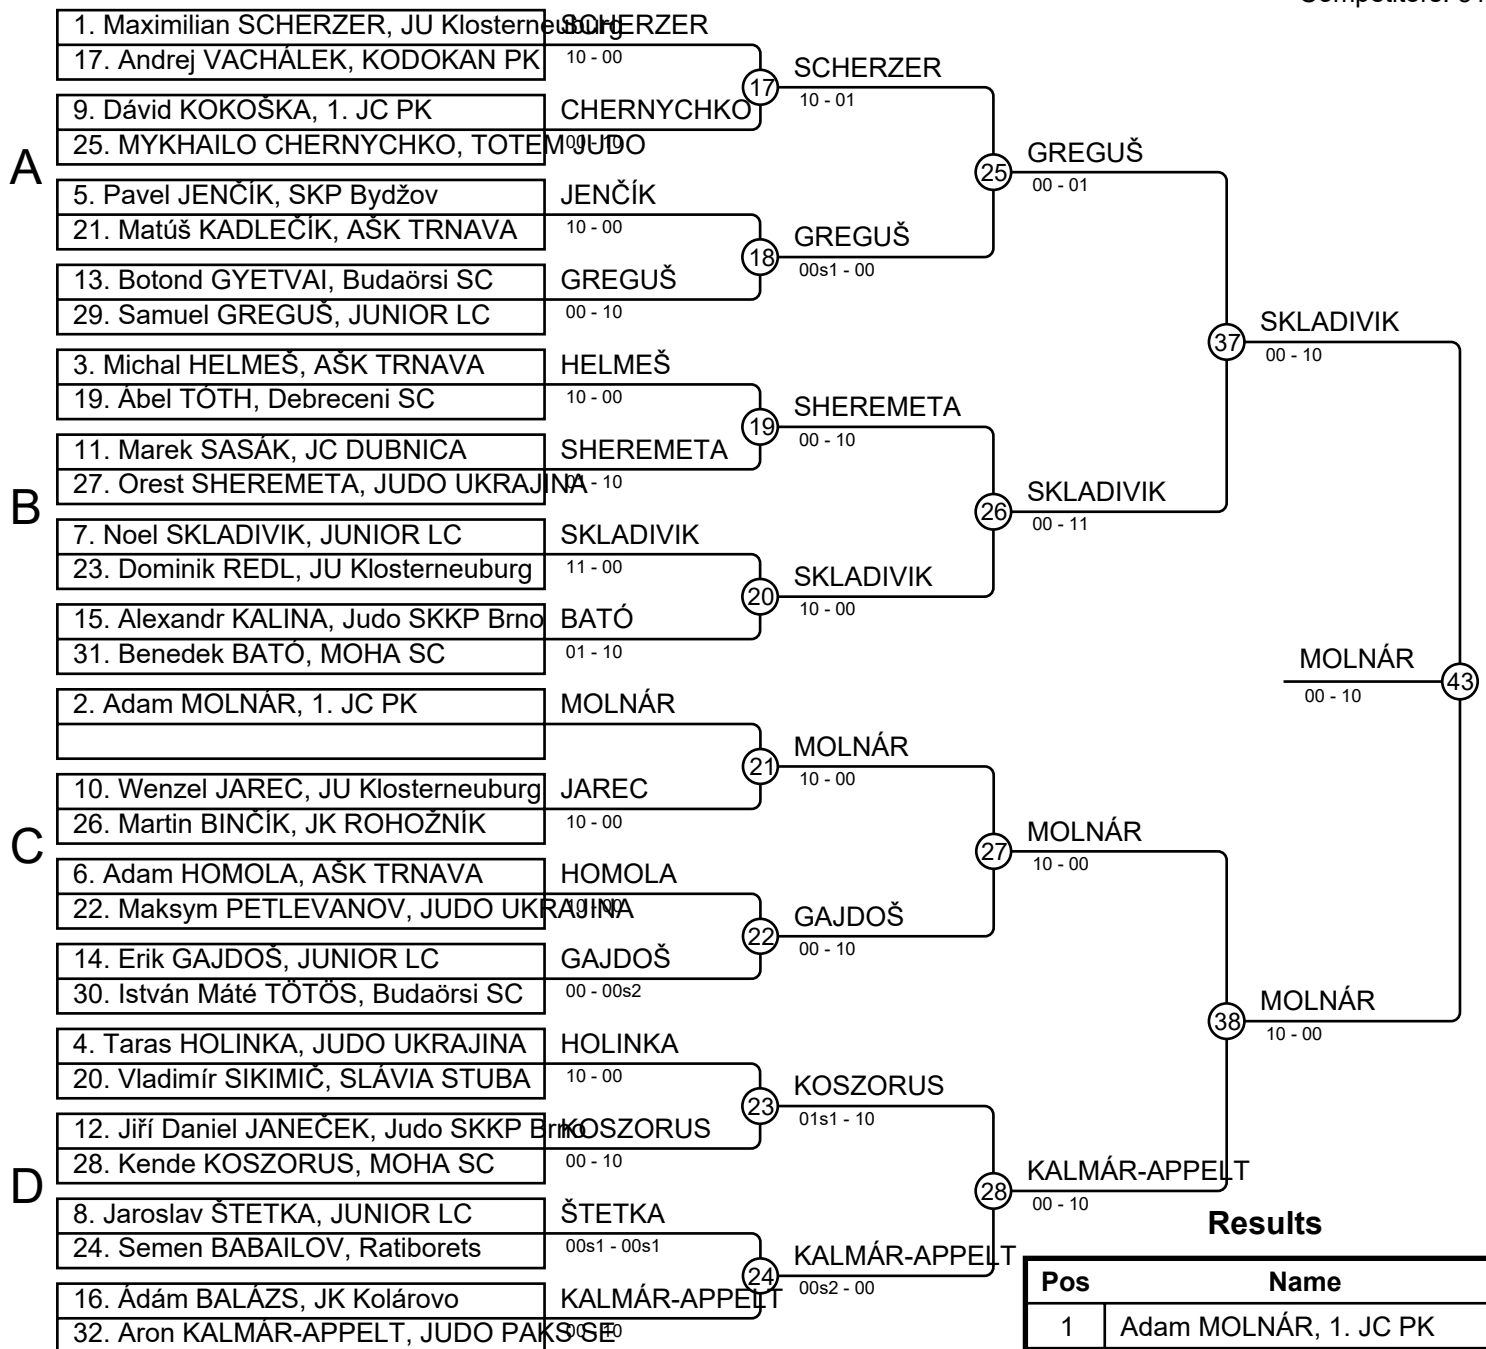 1. Maximilian SCHERZER, JU Klosterneuburg
SCHERZER
17. Andrej VACHÁLEK, KODOKAN PK
10 - 00
9. Dávid KOKOŠKA, 1. JC PK
CHERNYCHKO
25. MYKHAILO CHERNYCHKO, TOTEM JUDO
00 - 10
17
SCHERZER
10 - 01
A
5. Pavel JENČÍK, SKP Bydžov
JENČÍK
21. Matúš KADLEČÍK, AŠK TRNAVA
10 - 00
13. Botond GYETVAI, Budaörsi SC
GREGUŠ
29. Samuel GREGUŠ, JUNIOR LC
00 - 10
18
GREGUŠ
00s1 - 00
25
GREGUŠ
00 - 01
3. Michal HELMEŠ, AŠK TRNAVA
HELMEŠ
19. Ábel TÓTH, Debreceni SC
10 - 00
11. Marek SASÁK, JC DUBNICA
SHEREMETA
27. Orest SHEREMETA, JUDO UKRAJINA
- 10
19
SHEREMETA
00 - 10
B
7. Noel SKLADIVIK, JUNIOR LC
SKLADIVIK
23. Dominik REDL, JU Klosterneuburg
11 - 00
15. Alexandr KALINA, Judo SKKP Brno
BATÓ
31. Benedek BATÓ, MOHA SC
01 - 10
20
SKLADIVIK
10 - 00
26
SKLADIVIK
00 - 11
37
SKLADIVIK
00 - 10
2. Adam MOLNÁR, 1. JC PK
MOLNÁR
10. Wenzel JAREC, JU Klosterneuburg
JAREC
26. Martin BINČÍK, JK ROHOŽNÍK
10 - 00
21
MOLNÁR
10 - 00
C
6. Adam HOMOLA, AŠK TRNAVA
HOMOLA
22. Maksym PETLEVANOV, JUDO UKRAJINA
10 - 00
14. Erik GAJDOŠ, JUNIOR LC
GAJDOŠ
30. István Máté TÖTÖS, Budaörsi SC
00 - 00s2
22
GAJDOŠ
00 - 10
27
MOLNÁR
10 - 00
4. Taras HOLINKA, JUDO UKRAJINA
HOLINKA
20. Vladimír SIKIMIČ, SLÁVIA STUBA
10 - 00
12. Jiří Daniel JANEČEK, Judo SKKP Brno
KOSZORUS
28. Kende KOSZORUS, MOHA SC
00 - 10
23
KOSZORUS
01s1 - 10
D
8. Jaroslav ŠTETKA, JUNIOR LC
ŠTETKA
24. Semen BABAILOV, Ratiborets
00s1 - 00s1
16. Ádám BALÁZS, JK Kolárovo
KALMÁR-APPELT
32. Aron KALMÁR-APPELT, JUDO PAKS SE
00 - 10
24
KALMÁR-APPELT
00s2 - 00
28
KALMÁR-APPELT
00 - 10
38
MOLNÁR
10 - 00
MOLNÁR
43
00 - 10
Results
Pos Name
1 Adam MOLNÁR, 1. JC PK